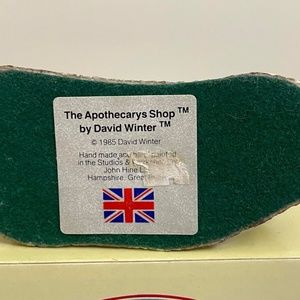 The Apothecarys Shop ™
by David Winter ™
© 1985 David Winter
Hand made and painted
in the Studios &
John Hine L
Hampshire, Great